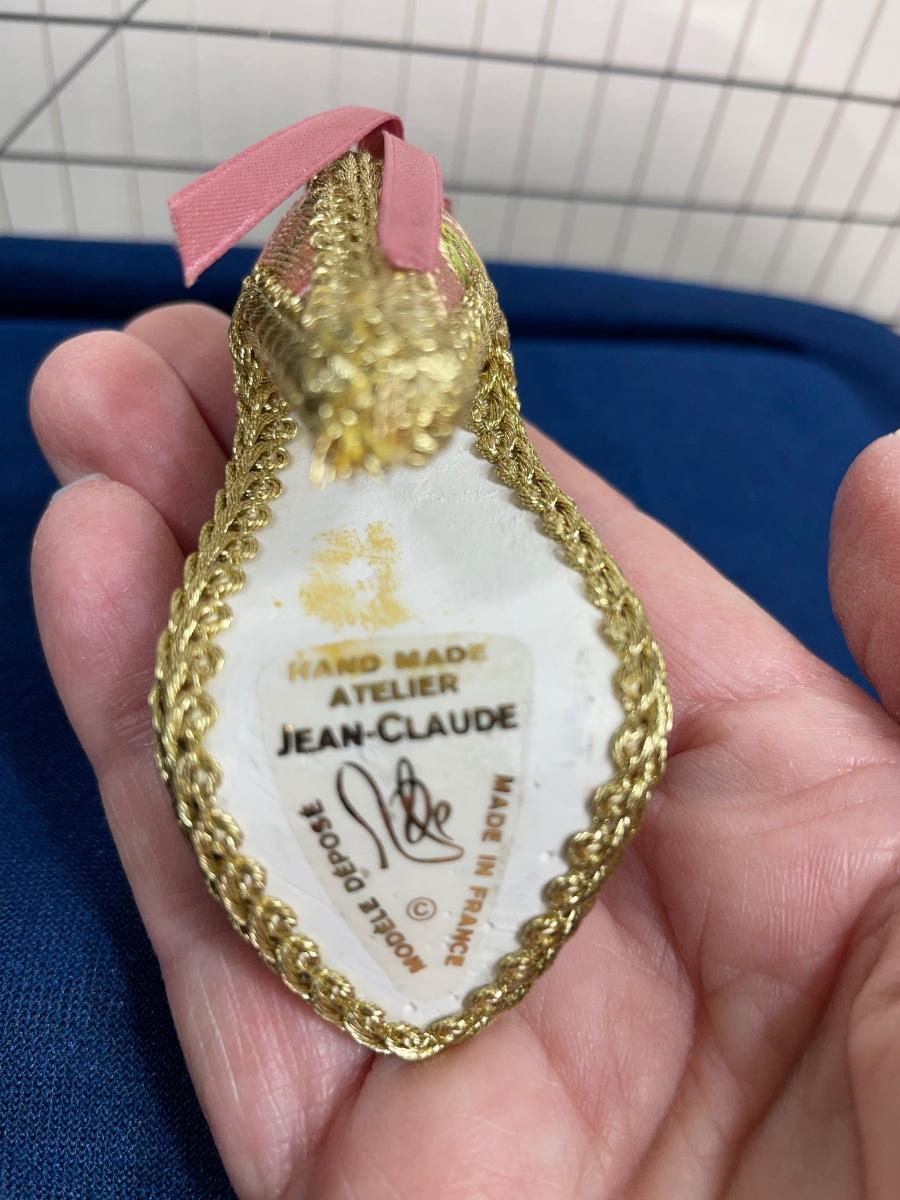 HAND MADE
ATELIER
JEAN-CLAUDE
MODÈLE DÉPOSÉ
©
MADE IN FRANCE